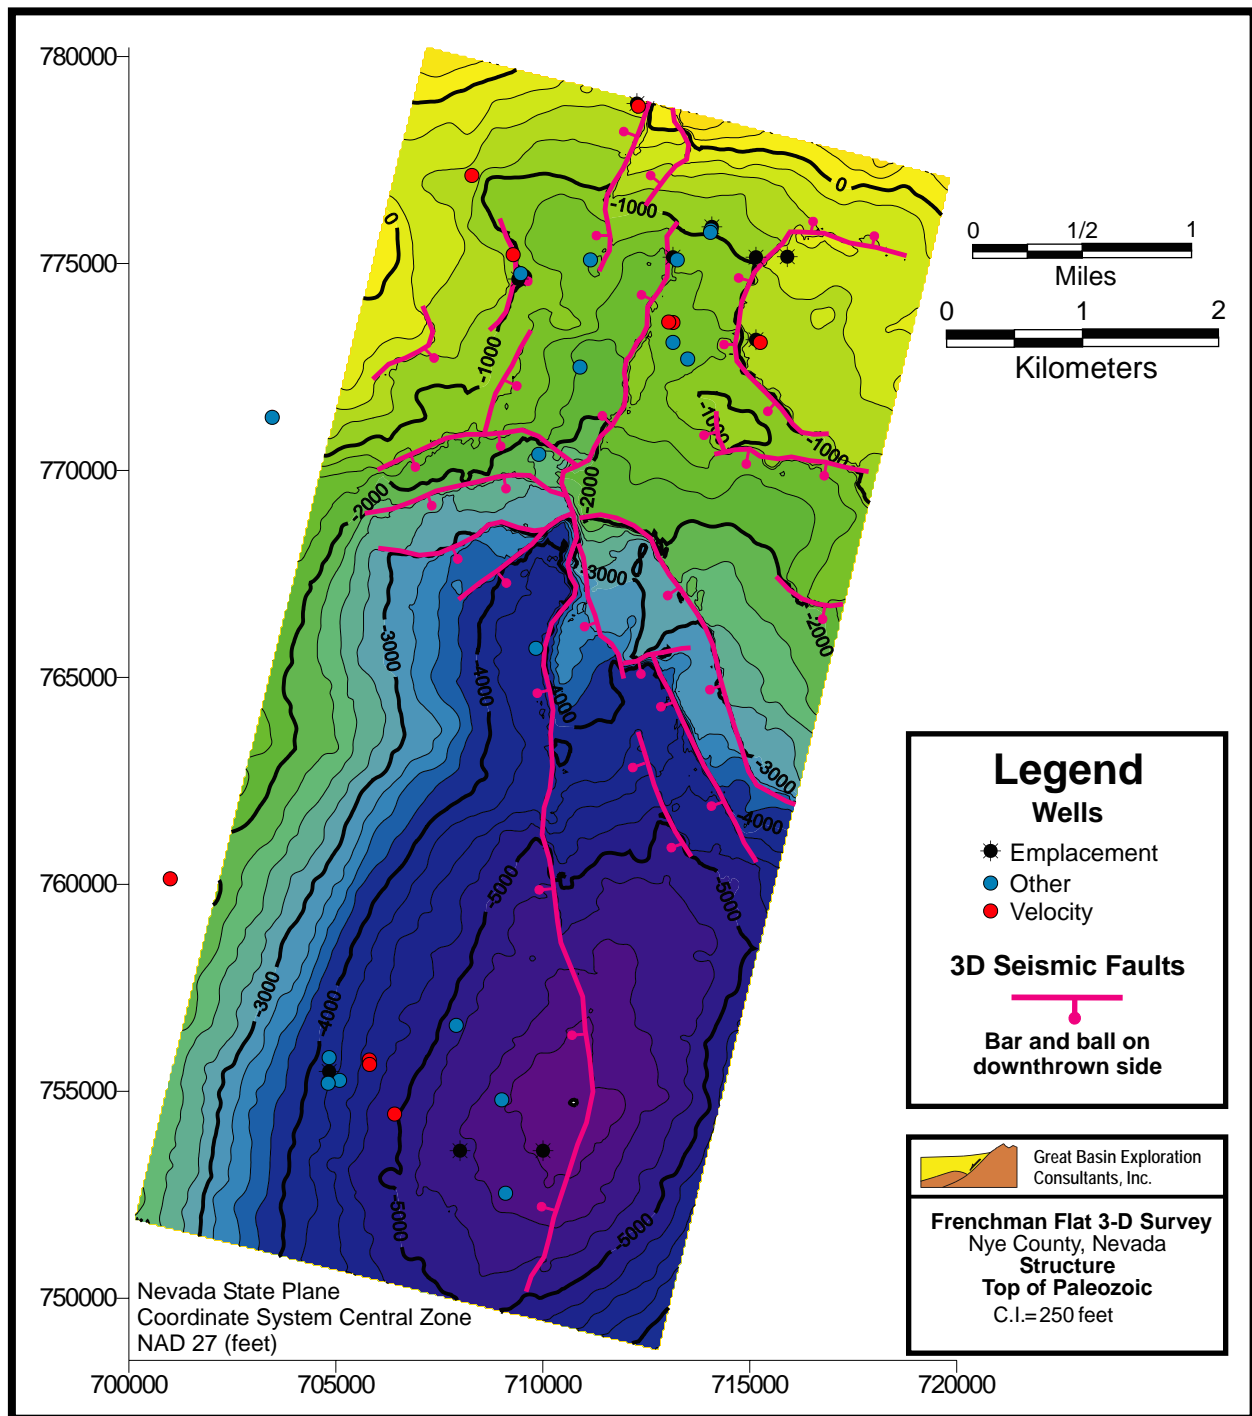 780000
775000
770000
765000
760000
755000
750000
700000
705000
710000
715000
720000
0
0
-1000
-1000
-1000
-1000
-2000
-2000
-2000
-3000
-3000
-3000
-3000
-4000
4000
4000
-4000
-5000
-5000
-5000
-5000
0 1/2 1
Miles
0 1 2
Kilometers
Legend
Wells
Emplacement
Other
Velocity
3D Seismic Faults
Bar and ball on
downthrown side
Great Basin Exploration
Consultants, Inc.
Frenchman Flat 3-D Survey
Nye County, Nevada
Structure
Top of Paleozoic
C.I.=250 feet
Nevada State Plane
Coordinate System Central Zone
NAD 27 (feet)